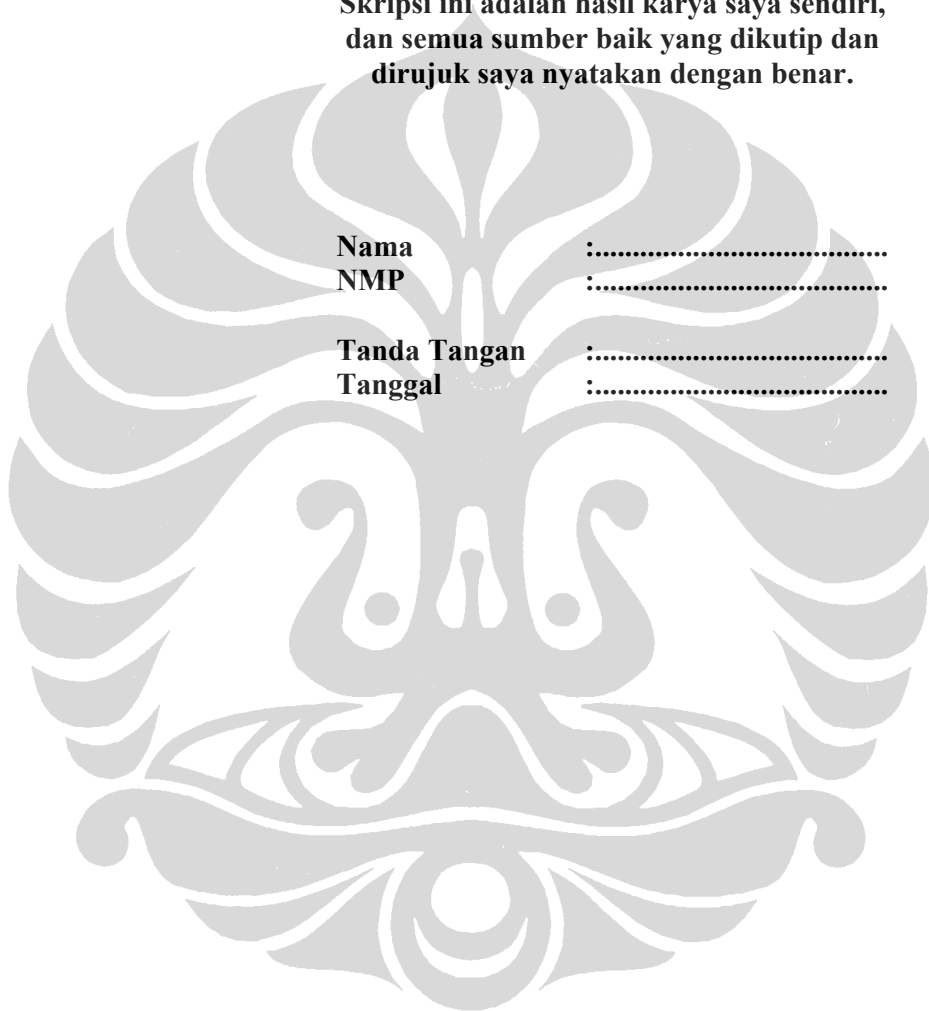 Skripsi ini adalah hasil karya saya sendiri,
dan semua sumber baik yang dikutip dan
dirujuk saya nyatakan dengan benar.
Nama :.......................................
NMP :.......................................
Tanda Tangan :.......................................
Tanggal :.......................................